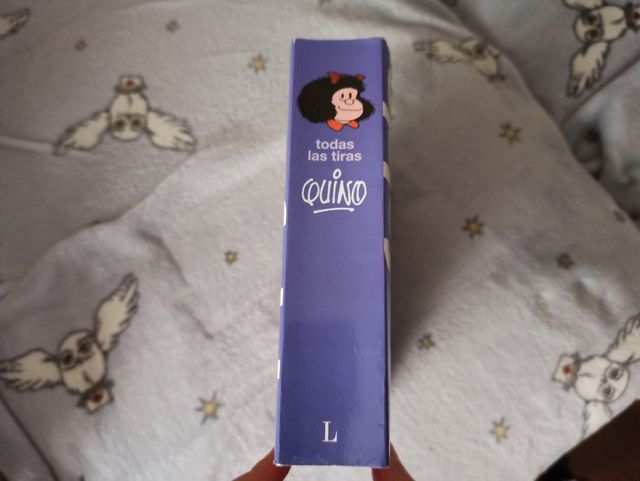 todas
las tiras
QUINO
L